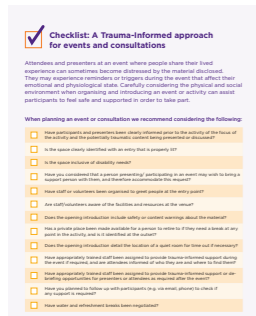 Checklist: A Trauma-Informed approach
for events and consultations
Attendees and presenters at an event where people share their lived
experience can sometimes become distressed by the material disclosed.
They may experience reminders or triggers during the event that affect their
emotional and physiological state. Carefully considering the physical and social
environment when organising and introducing an event or activity can assist
participants to feel safe and supported in order to take part.
When planning an event or consultation we recommend considering the following:
Have participants and presenters been clearly informed prior to the activity of the focus of
the activity and the potentially traumatic content being presented or discussed?
Is the space clearly identified with an entry that is properly lit?
Is the space inclusive of disability needs?
Have you considered that a person presenting/ participating in an event may wish to bring a
support person with them, and therefore accommodate this request?
Have staff or volunteers been organised to greet people at the entry point?
Are staff/volunteers aware of the facilities and resources at the venue?
Does the opening introduction include safety or content warnings about the material?
Has a private place been made available for a person to retire to if they need a break at any
point in the activity, and is it identified at the outset?
Does the opening introduction detail the location of a quiet room for time out if necessary?
Have appropriately trained staff been assigned to provide trauma-informed support during
the event if required, and are attendees informed of who they are and where to find them?
Have appropriately trained staff been assigned to provide trauma-informed support or de-
briefing opportunities for presenters or attendees as required after the event?
Have you planned to follow up with participants (e.g. via email, phone) to check if
any support is required?
Have water and refreshment breaks been negotiated?